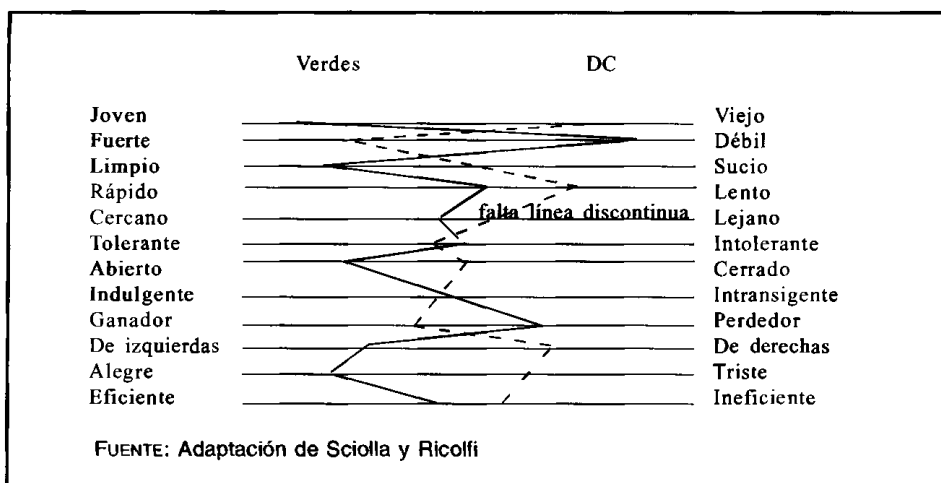 Verdes DC
Joven Viejo
Fuerte Débil
Limpio Sucio
Rápido Lento
falta línea discontinua
Cercano Lejano
Tolerante Intolerante
Abierto Cerrado
Indulgente Intransigente
Ganador Perdedor
De izquierdas De derechas
Alegre Triste
Eficiente Ineficiente
FUENTE: Adaptación de Sciolla y Ricolfi